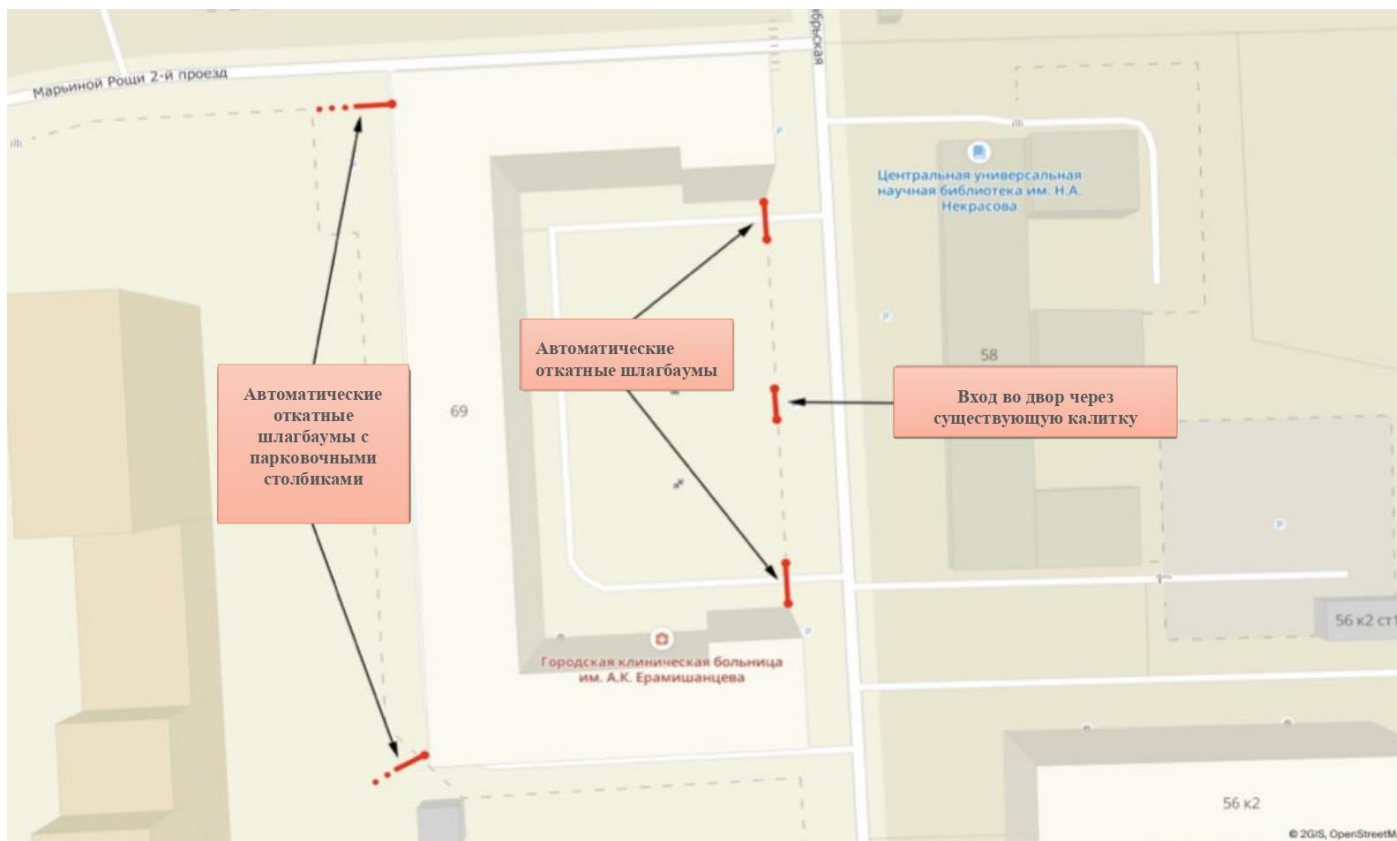 брьская
Марьиной Рощи 2-й проезд
P
Центральная универсальная
научная библиотека им. Н.А.
Некрасова
P
Автоматические
откатные шлагбаумы
58
Автоматические
откатные
шлагбаумы с
парковочными
столбиками
69
Вход во двор через
существующую калитку
P
56 к2 ст1
P
Городская клиническая больница
им. А.К. Ерамишанцева
56 к2
© 2GIS, OpenStreetM